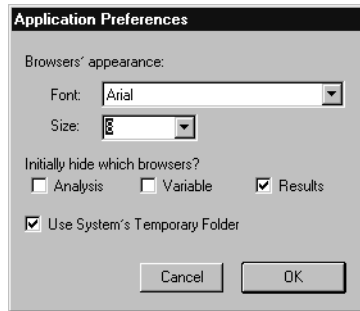 Application Preferences
Browsers' appearance:
Font: Arial
Size: 8
Initially hide which browsers?
Analysis Variable Results
Use System's Temporary Folder
Cancel OK